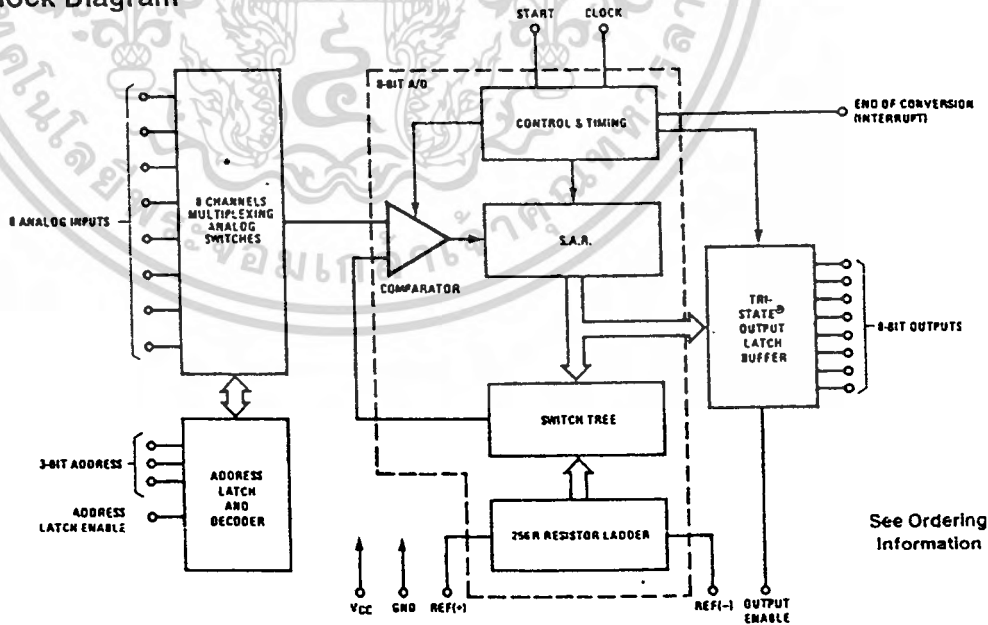 ock Diagram
START
CLOCK
8-BIT A/D
CONTROL & TIMING
END OF CONVERSION
(INTERRUPT)
8 ANALOG INPUTS
8 CHANNELS
MULTIPLEXING
ANALOG
SWITCHES
S.A.R.
COMPARATOR
TRI-
STATE®
OUTPUT
LATCH
BUFFER
8-BIT OUTPUTS
SWITCH TREE
3-BIT ADDRESS
ADDRESS
LATCH ENABLE
ADDRESS
LATCH
AND
DECODER
256R RESISTOR LADDER
See Ordering
Information
VCC
GND
REF(+)
REF(−)
OUTPUT
ENABLE